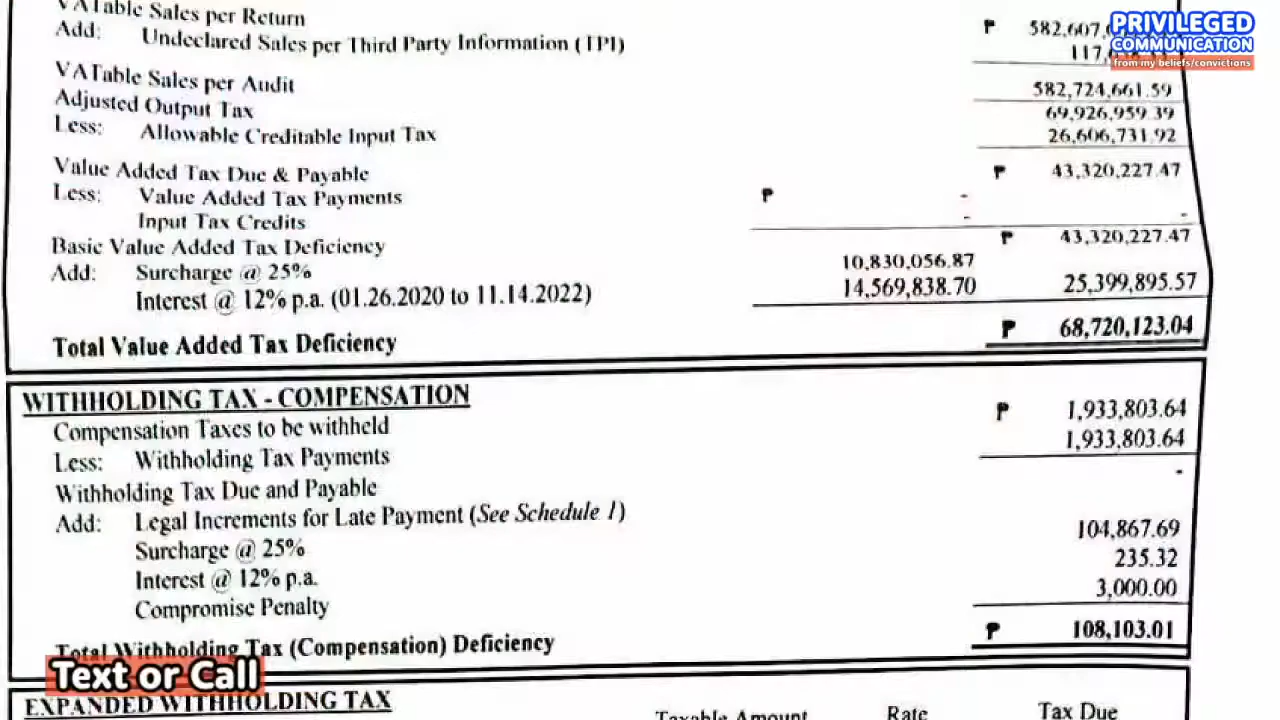 VATable Sales per Return ₱ 582,607,
Add: Undeclared Sales per Third Party Information (TPI)
VATable Sales per Audit 582,724,661.59
Adjusted Output Tax 69,926,959.39
Less: Allowable Creditable Input Tax 26,606,731.92
Value Added Tax Due & Payable ₱ 43,320,227.47
Less: Value Added Tax Payments ₱ -
Input Tax Credits - -
Basic Value Added Tax Deficiency ₱ 43,320,227.47
Add: Surcharge @ 25% 10,830,056.87
Interest @ 12% p.a. (01.26.2020 to 11.14.2022) 14,569,838.70 25,399,895.57
Total Value Added Tax Deficiency ₱ 68,720,123.04
WITHHOLDING TAX - COMPENSATION
Compensation Taxes to be withheld ₱ 1,933,803.64
Less: Withholding Tax Payments 1,933,803.64
Withholding Tax Due and Payable -
Add: Legal Increments for Late Payment (See Schedule 1)
Surcharge @ 25% 104,867.69
Interest @ 12% p.a. 235.32
Compromise Penalty 3,000.00
Total Withholding Tax (Compensation) Deficiency ₱ 108,103.01
EXPANDED WITHHOLDING TAX
Taxable Amount Rate Tax Due
PRIVILEGED
COMMUNICATION
from my beliefs/convictions
Text or Call